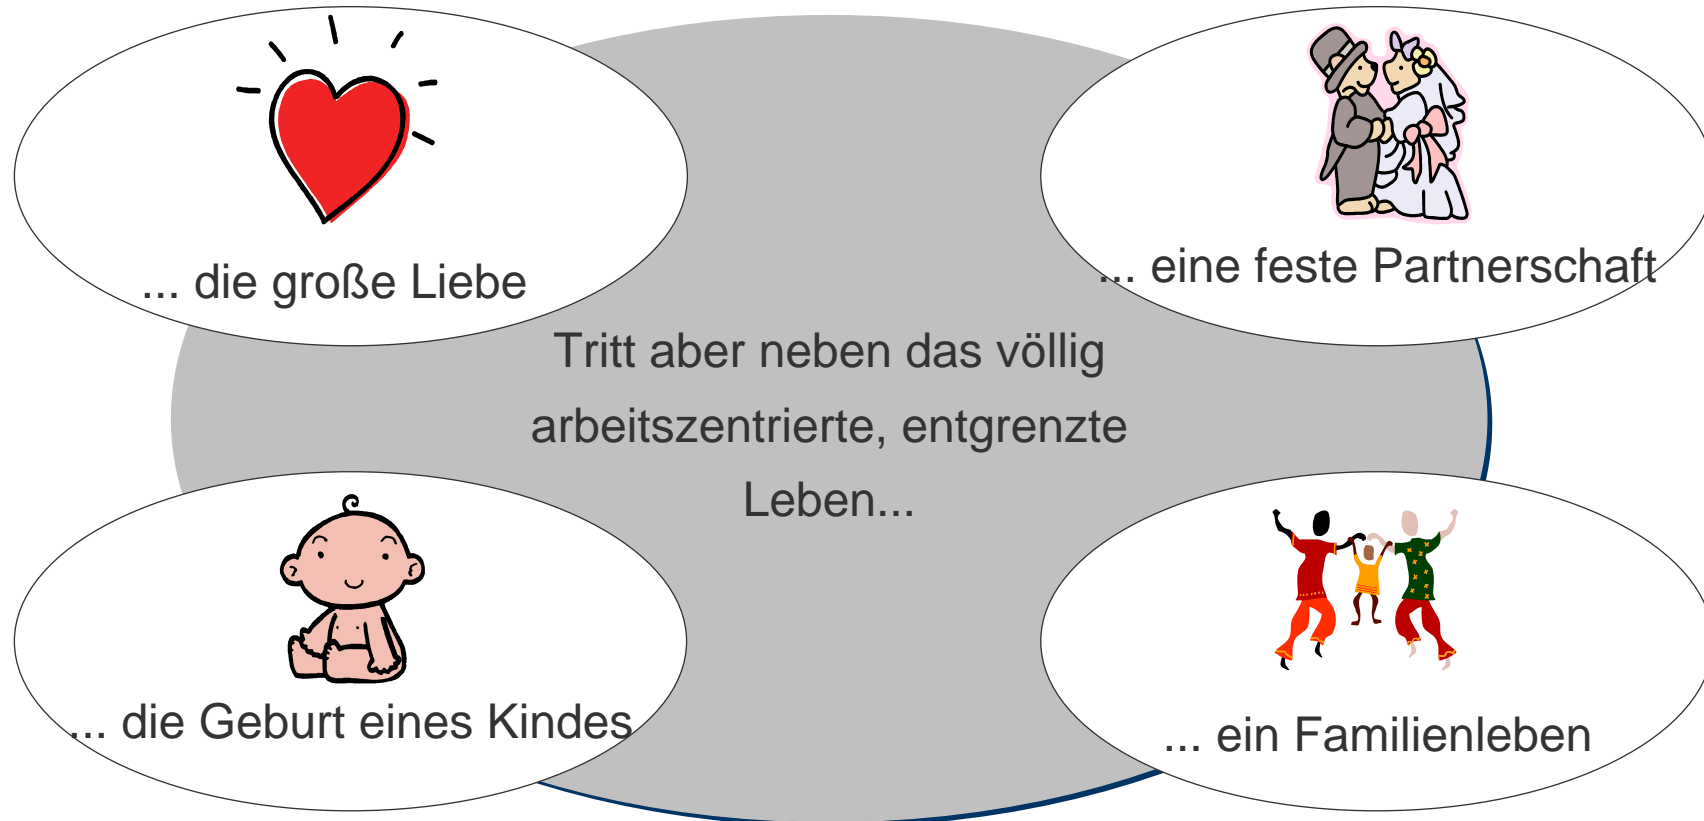 ... die große Liebe
... eine feste Partnerschaft
Tritt aber neben das völlig
arbeitszentrierte, entgrenzte
Leben...
... die Geburt eines Kindes
... ein Familienleben